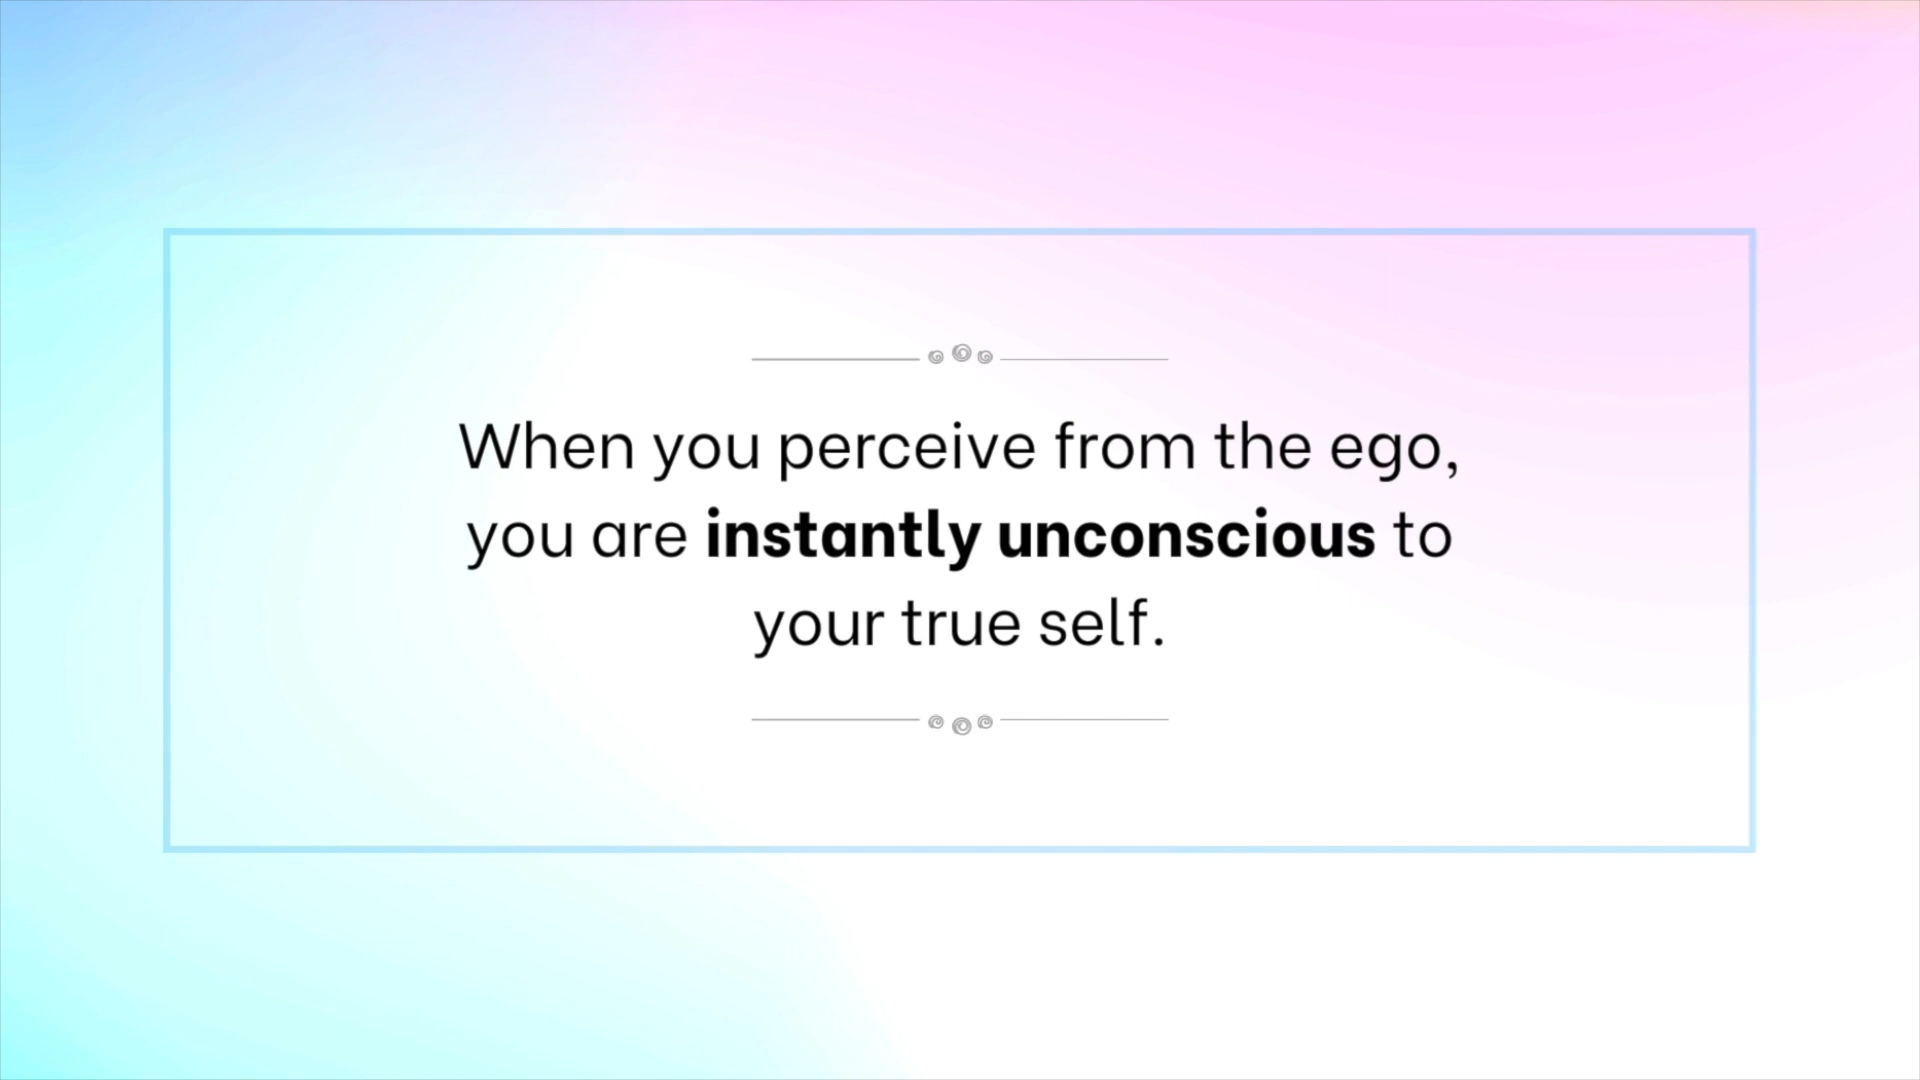 When you perceive from the ego,
you are instantly unconscious to
your true self.